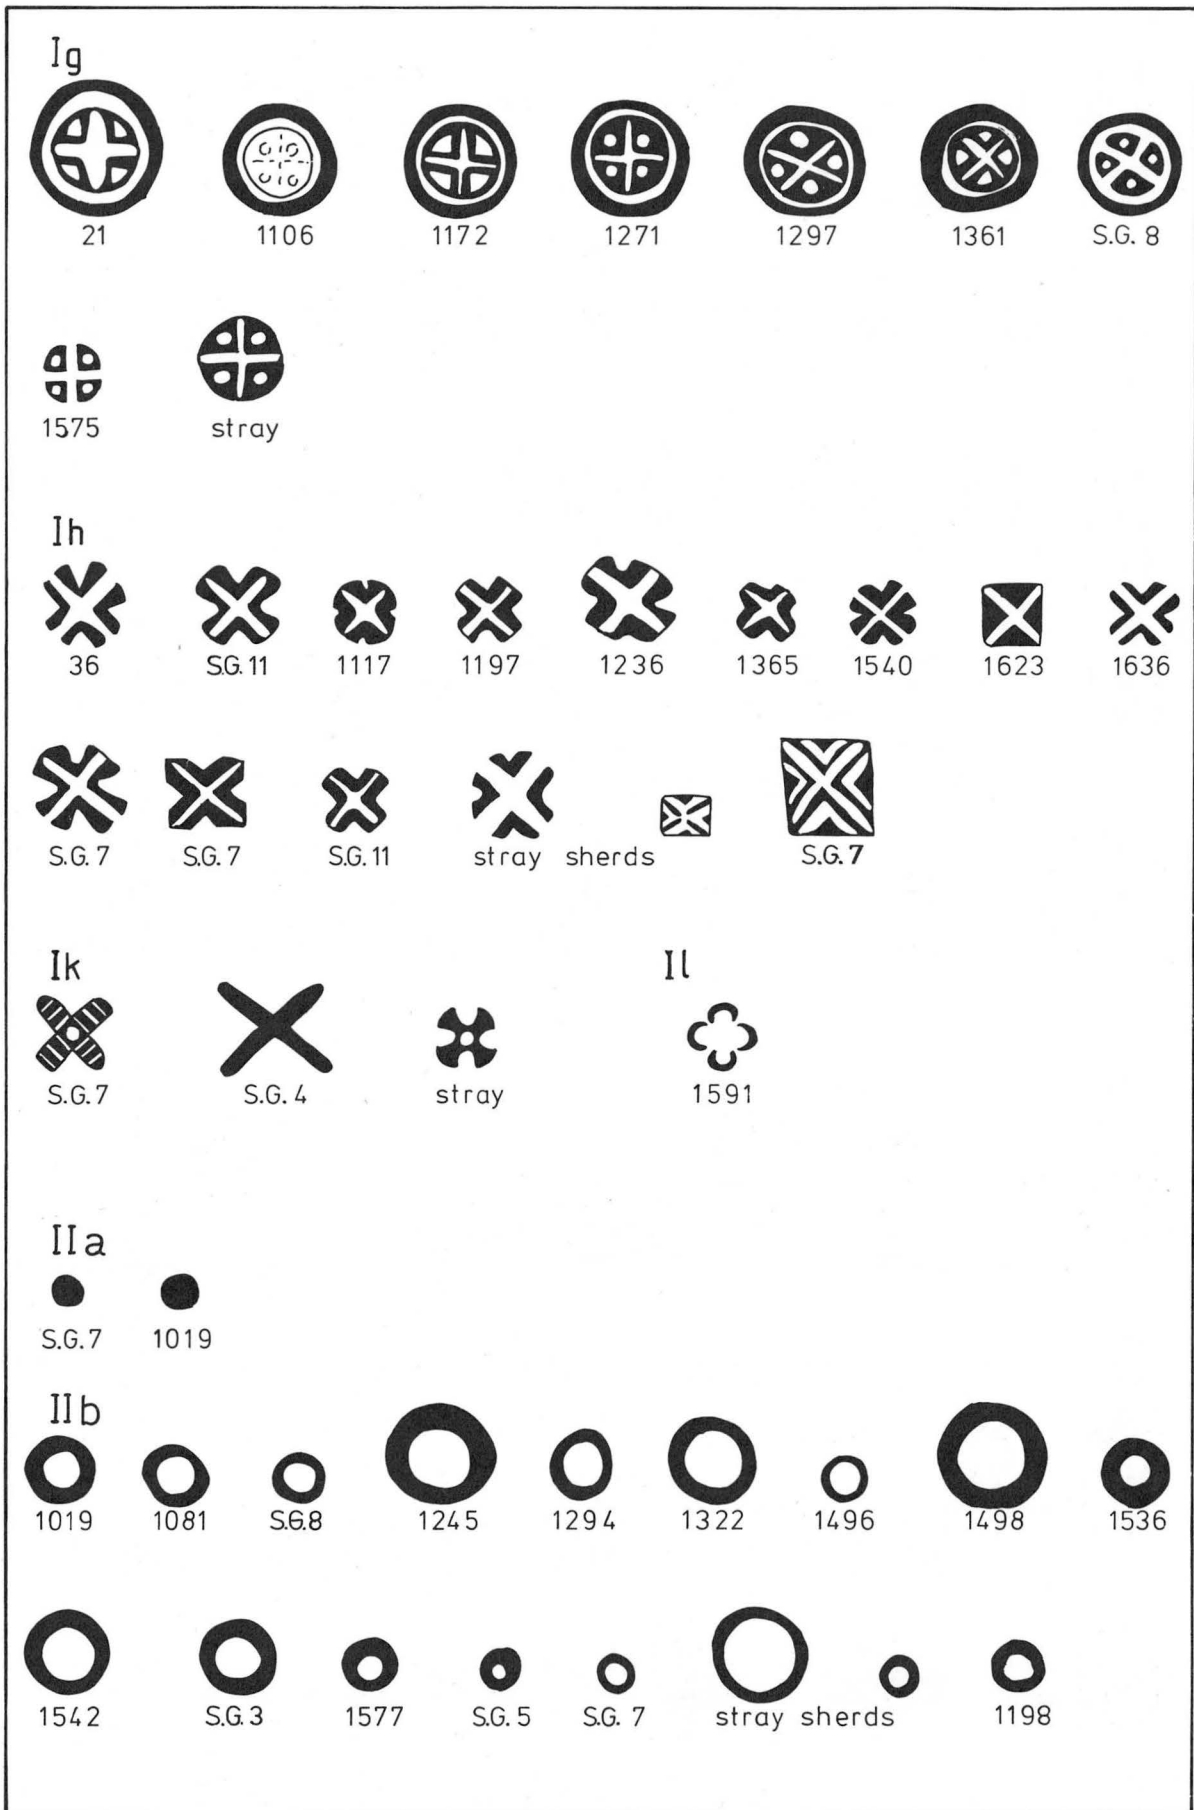 Ig
21 1106 1172 1271 1297 1361 S.G. 8
1575 stray
Ih
36 S.G. 11 1117 1197 1236 1365 1540 1623 1636
S.G. 7 S.G. 7 S.G. 11 stray sherds S.G. 7
Ik Il
S.G. 7 S.G. 4 stray 1591
IIa
S.G. 7 1019
IIb
1019 1081 S.G. 8 1245 1294 1322 1496 1498 1536
1542 S.G. 3 1577 S.G. 5 S.G. 7 stray sherds 1198